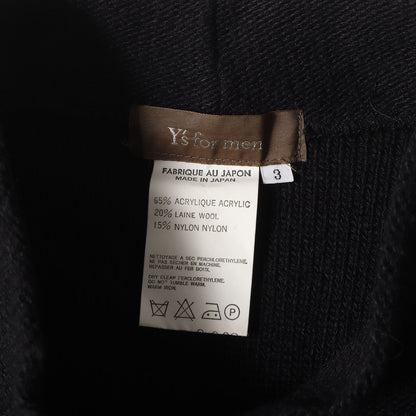 Y's for men
3
FABRIQUE AU JAPON
MADE IN JAPAN
65% ACRYLIQUE ACRYLIC
20% LAINE WOOL
15% NYLON NYLON
NETTOYAGE A SEC PERCHLORETHYLENE.
NE PAS SECHER EN MACHINE.
REPASSER AU FER DOUX.
DRY CLEAN PERCLORETHYLENE.
DO NOT TUMBLE WARM.
WARM IRON.
P